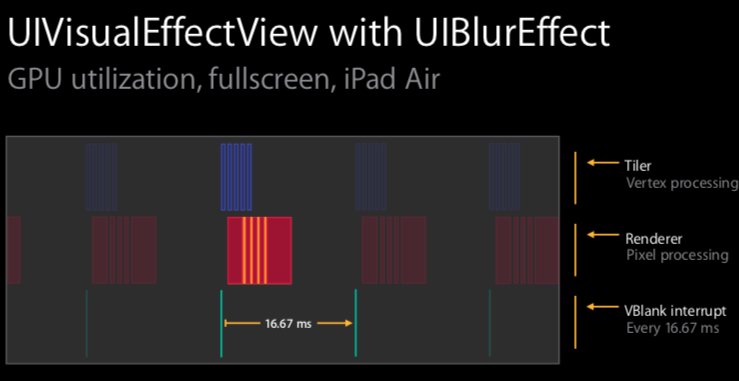 UIVisualEffectView with UIBlurEffect
GPU utilization, fullscreen, iPad Air
Tiler
Vertex processing
Renderer
Pixel processing
16.67 ms
VBlank interrupt
Every 16.67 ms